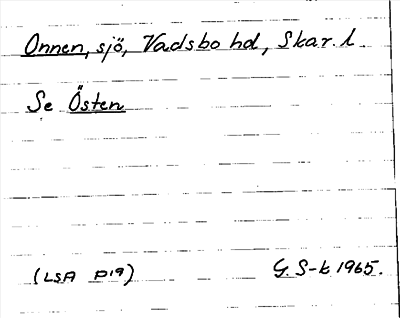 Onnen, sjö, Vadsbo hd, Skar. l.
Se Östen
(LSA P19) G. S-k 1965.